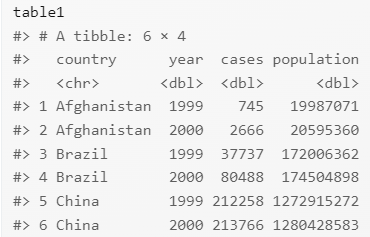 table1
#> # A tibble: 6 × 4
#>   country      year  cases population
#>   <chr>       <dbl>  <dbl>      <dbl>
#> 1 Afghanistan  1999    745   19987071
#> 2 Afghanistan  2000   2666   20595360
#> 3 Brazil       1999  37737  172006362
#> 4 Brazil       2000  80488  174504898
#> 5 China        1999 212258 1272915272
#> 6 China        2000 213766 1280428583